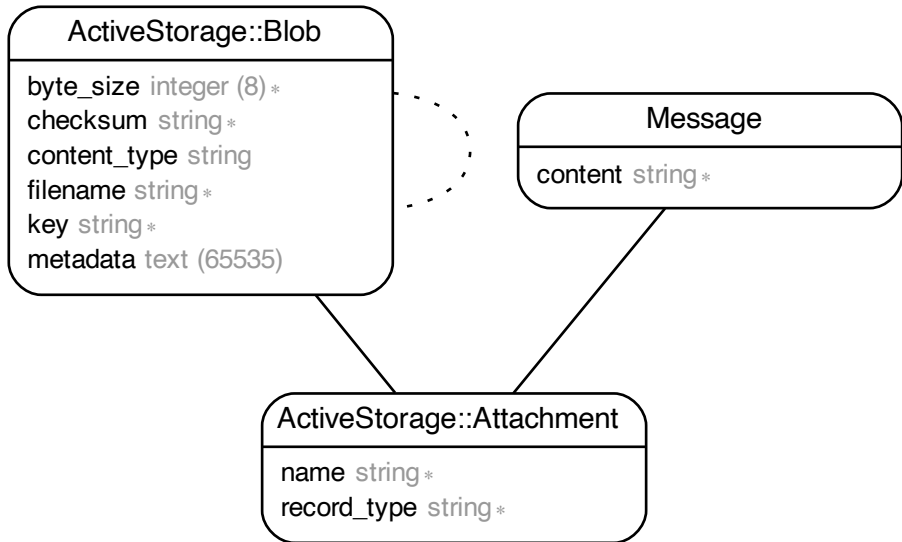 ActiveStorage::Blob
byte_size integer (8) *
checksum string *
content_type string
filename string *
key string *
metadata text (65535)
Message
content string *
ActiveStorage::Attachment
name string *
record_type string *